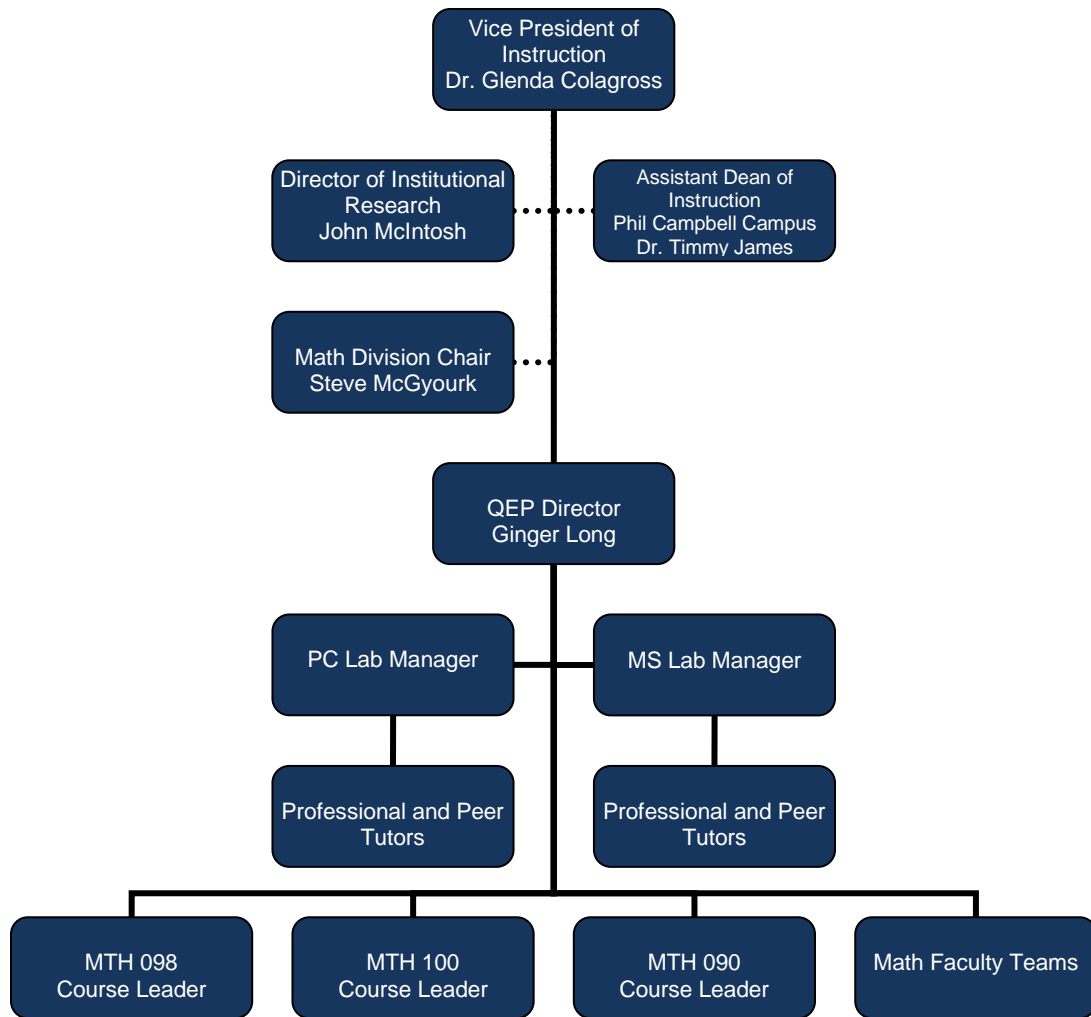 Vice President of
Instruction
Dr. Glenda Colagross
Director of Institutional
Research
John McIntosh
Assistant Dean of
Instruction
Phil Campbell Campus
Dr. Timmy James
Math Division Chair
Steve McGyourk
QEP Director
Ginger Long
PC Lab Manager
MS Lab Manager
Professional and Peer
Tutors
Professional and Peer
Tutors
MTH 098
Course Leader
MTH 100
Course Leader
MTH 090
Course Leader
Math Faculty Teams